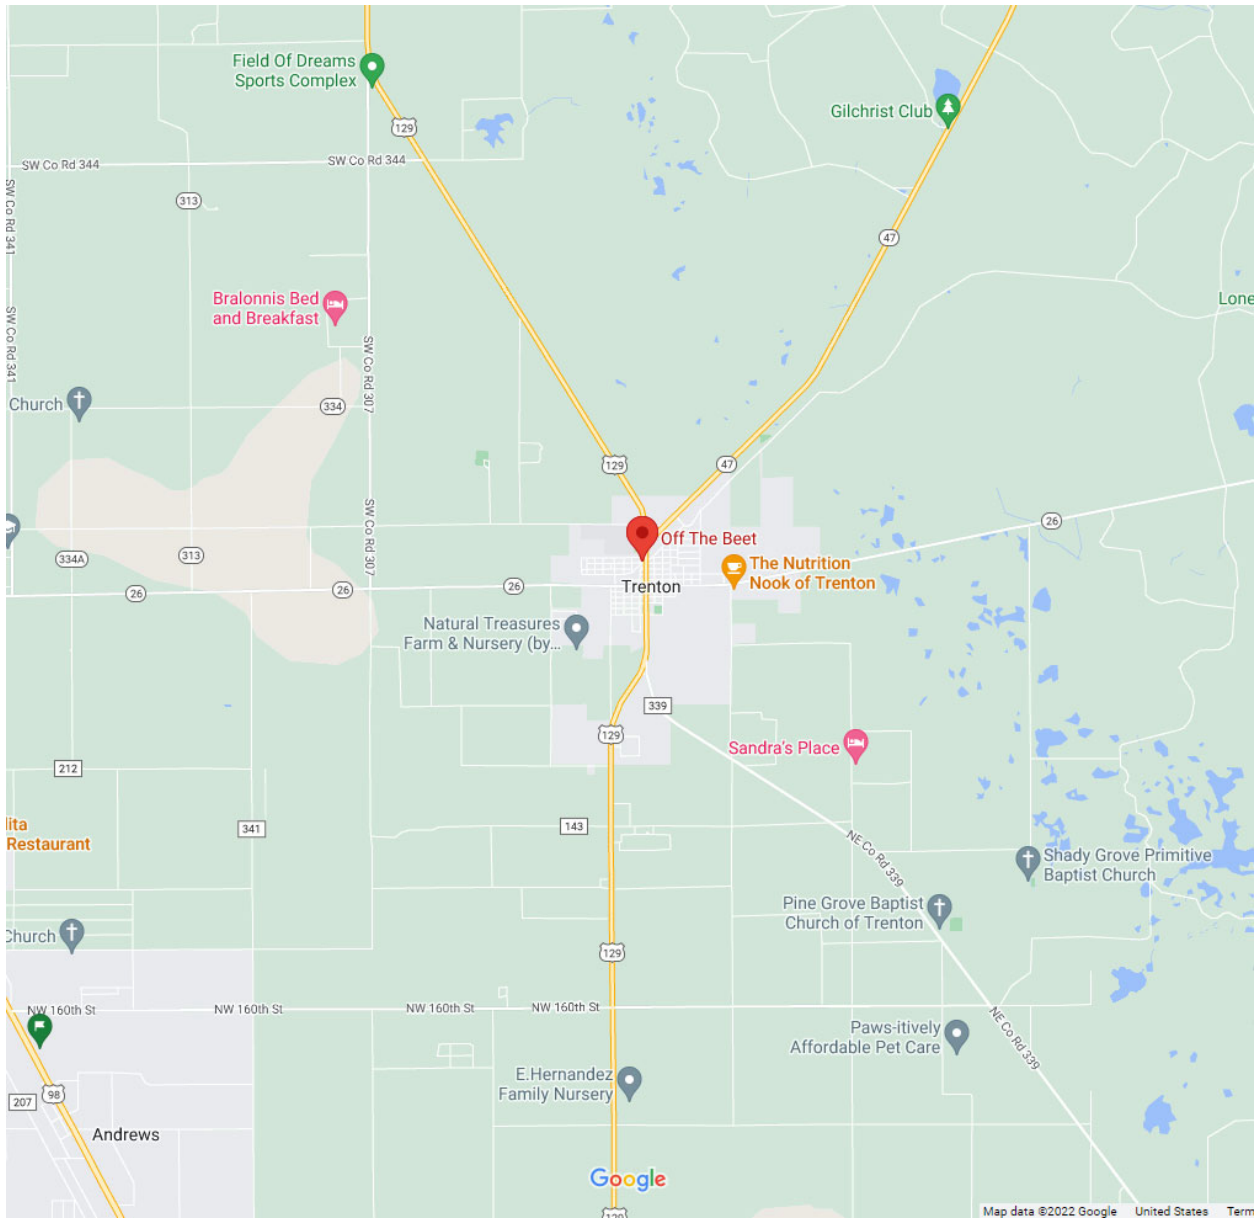 Field Of Dreams
Sports Complex
129
Gilchrist Club
SW Co Rd 344
SW Co Rd 344
SW Co Rd 341
313
47
Bralonnis Bed
and Breakfast
Lone
SW Co Rd 341
SW Co Rd 307
Church
334
129
47
SW Co Rd 307
26
Off The Beet
334A
313
The Nutrition
Nook of Trenton
26
26
26
Trenton
Natural Treasures
Farm & Nursery (by...
339
129
Sandra's Place
212
341
143
lita
Restaurant
NE Co Rd 339
Shady Grove Primitive
Baptist Church
Pine Grove Baptist
Church of Trenton
Church
129
NW 160th St
NW 160th St
NW 160th St
NW 160th St
Paws-itively
Affordable Pet Care
NE Co Rd 339
E.Hernandez
Family Nursery
98
207
Andrews
Google
129
Map data ©2022 Google United States Term